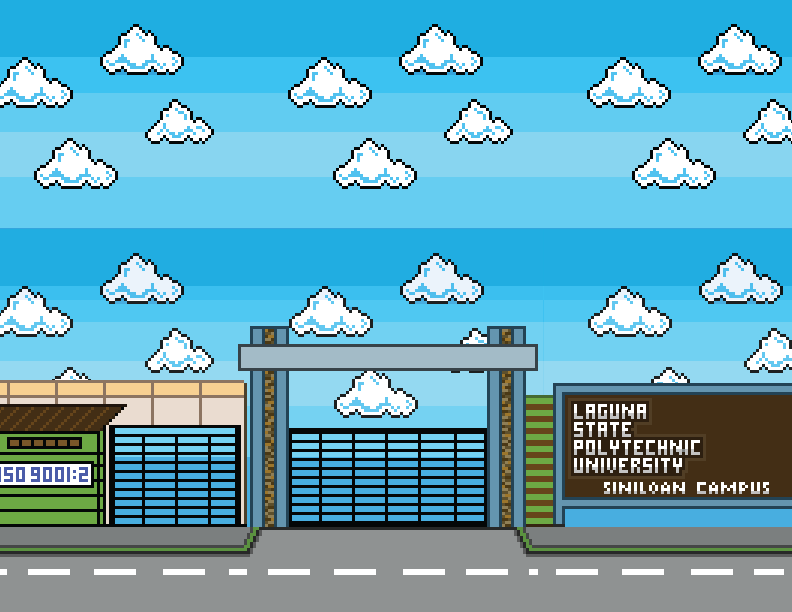 ISO 9001:2
LAGUNA
STATE
POLYTECHNIC
UNIVERSITY
SINILOAN CAMPUS